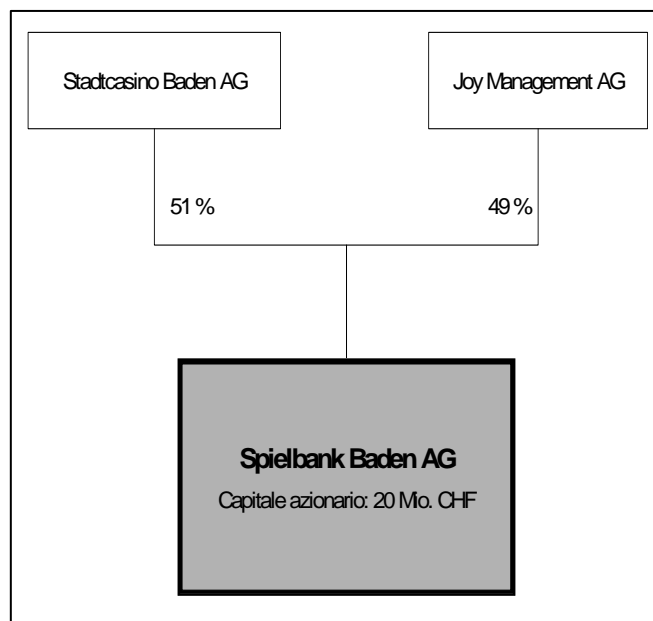 Stadtcasino Baden AG
Joy Management AG
51 %
49 %
Spielbank Baden AG
Capitale azionario: 20 Mio. CHF